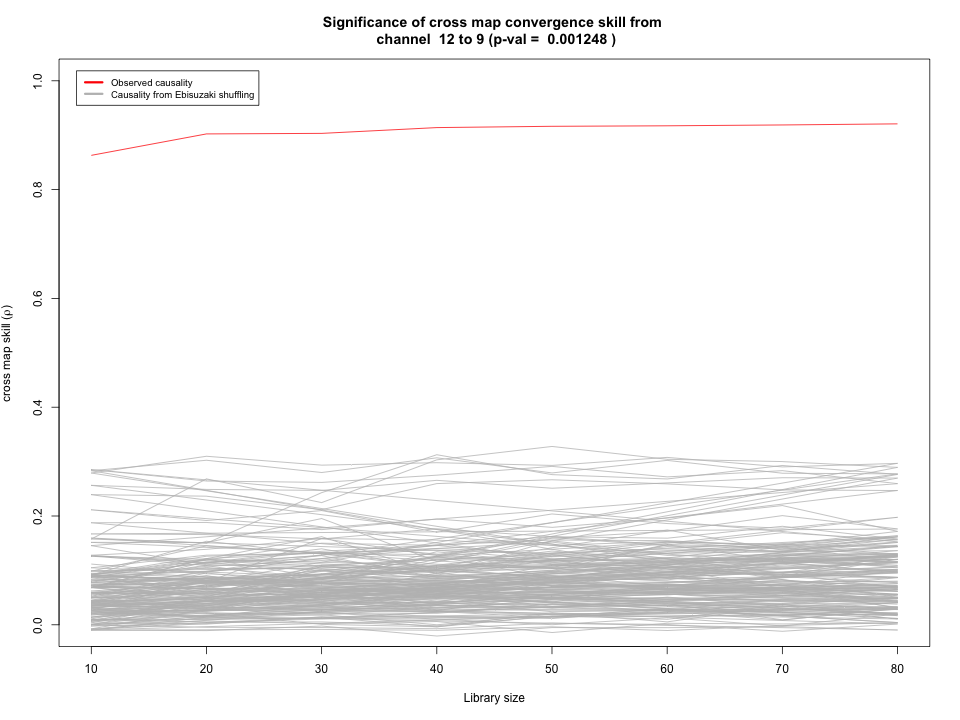 Significance of cross map convergence skill from
channel  12 to 9 (p-val =  0.001248 )
Observed causality
Causality from Ebisuzaki shuffling
cross map skill (ρ)
1.0
0.8
0.6
0.4
0.2
0.0
10 20 30 40 50 60 70 80
Library size